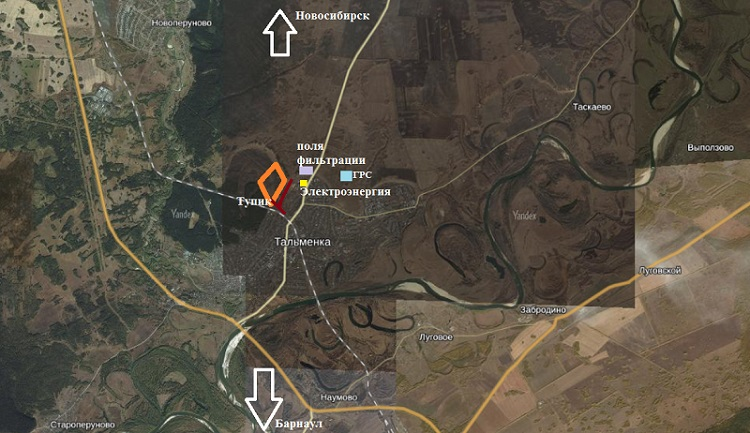 Новосибирск
Новоперуново
Таскаево
поля
фильтрации
Выползово
ГРС
Электроэнергия
Тупик
Yandex
Yandex
Тальменка
Луговской
Забродино
Луговое
Наумово
Староперуново
Барнаул